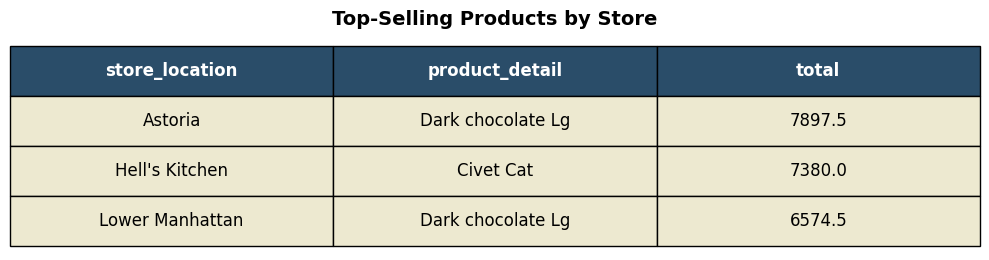 Top-Selling Products by Store
store_location product_detail total
Astoria Dark chocolate Lg 7897.5
Hell's Kitchen Civet Cat 7380.0
Lower Manhattan Dark chocolate Lg 6574.5